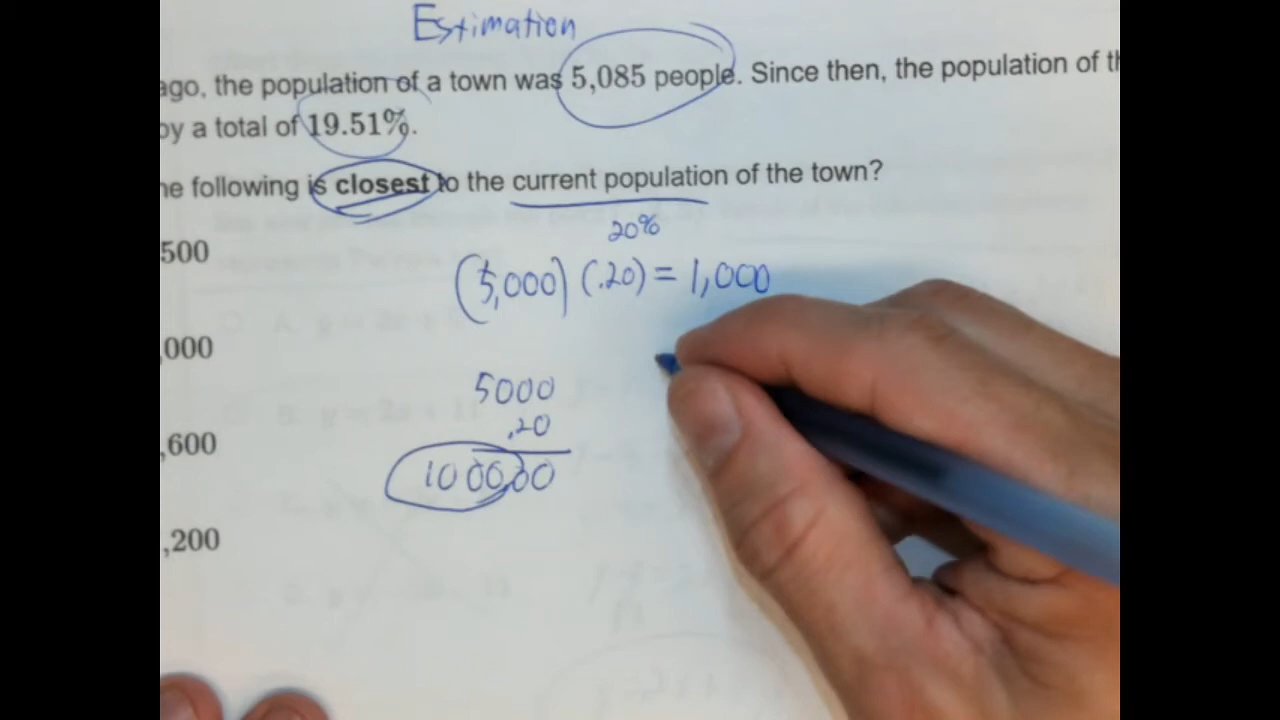 Estimation
ago, the population of a town was 5,085 people. Since then, the population of th
by a total of 19.51%.
he following is closest to the current population of the town?
20%
500
(5,000) (.20) = 1,000
,000
5000
.20
,600
1000.00
,200